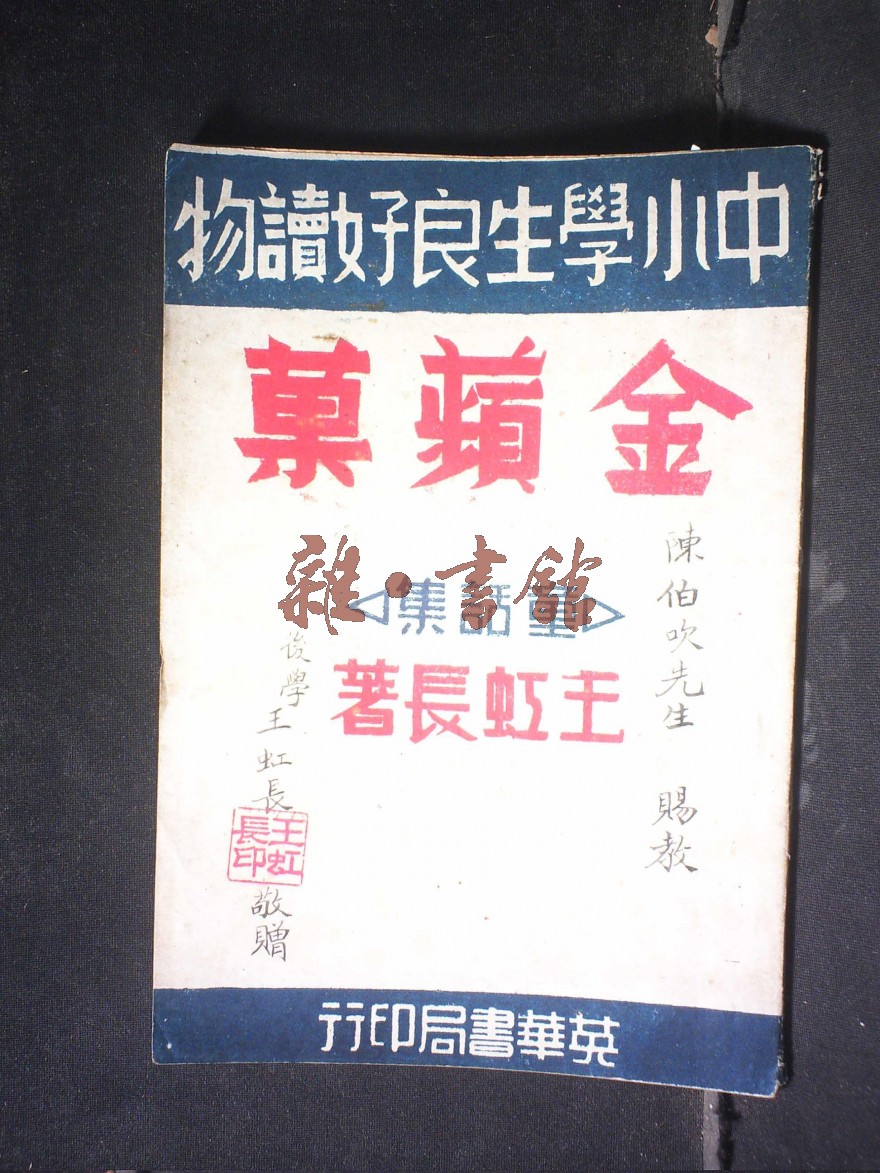 中小學生良好讀物
金蘋菓
童話集
王虹長著
陳伯吹先生 賜教
後學王虹長 敬贈
王虹長印
英華書局印行
雜·書館